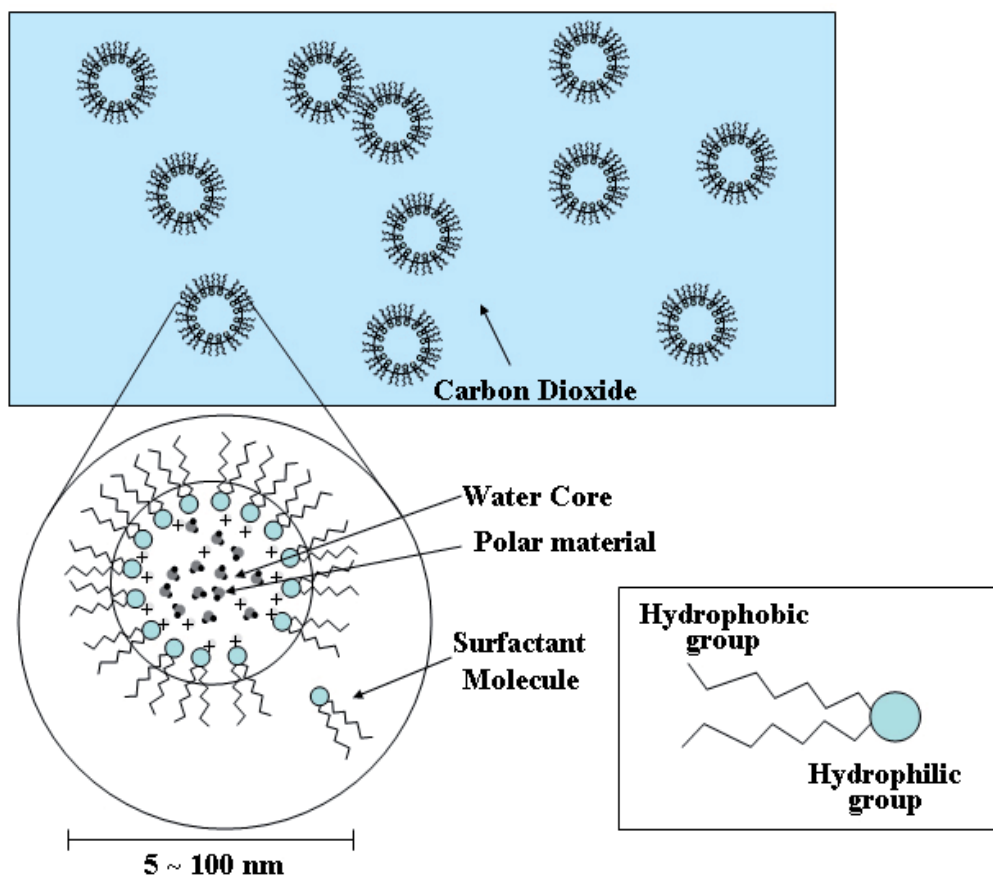 Carbon Dioxide
Water Core
Polar material
Surfactant
Molecule
5 ~ 100 nm
Hydrophobic
group
Hydrophilic
group